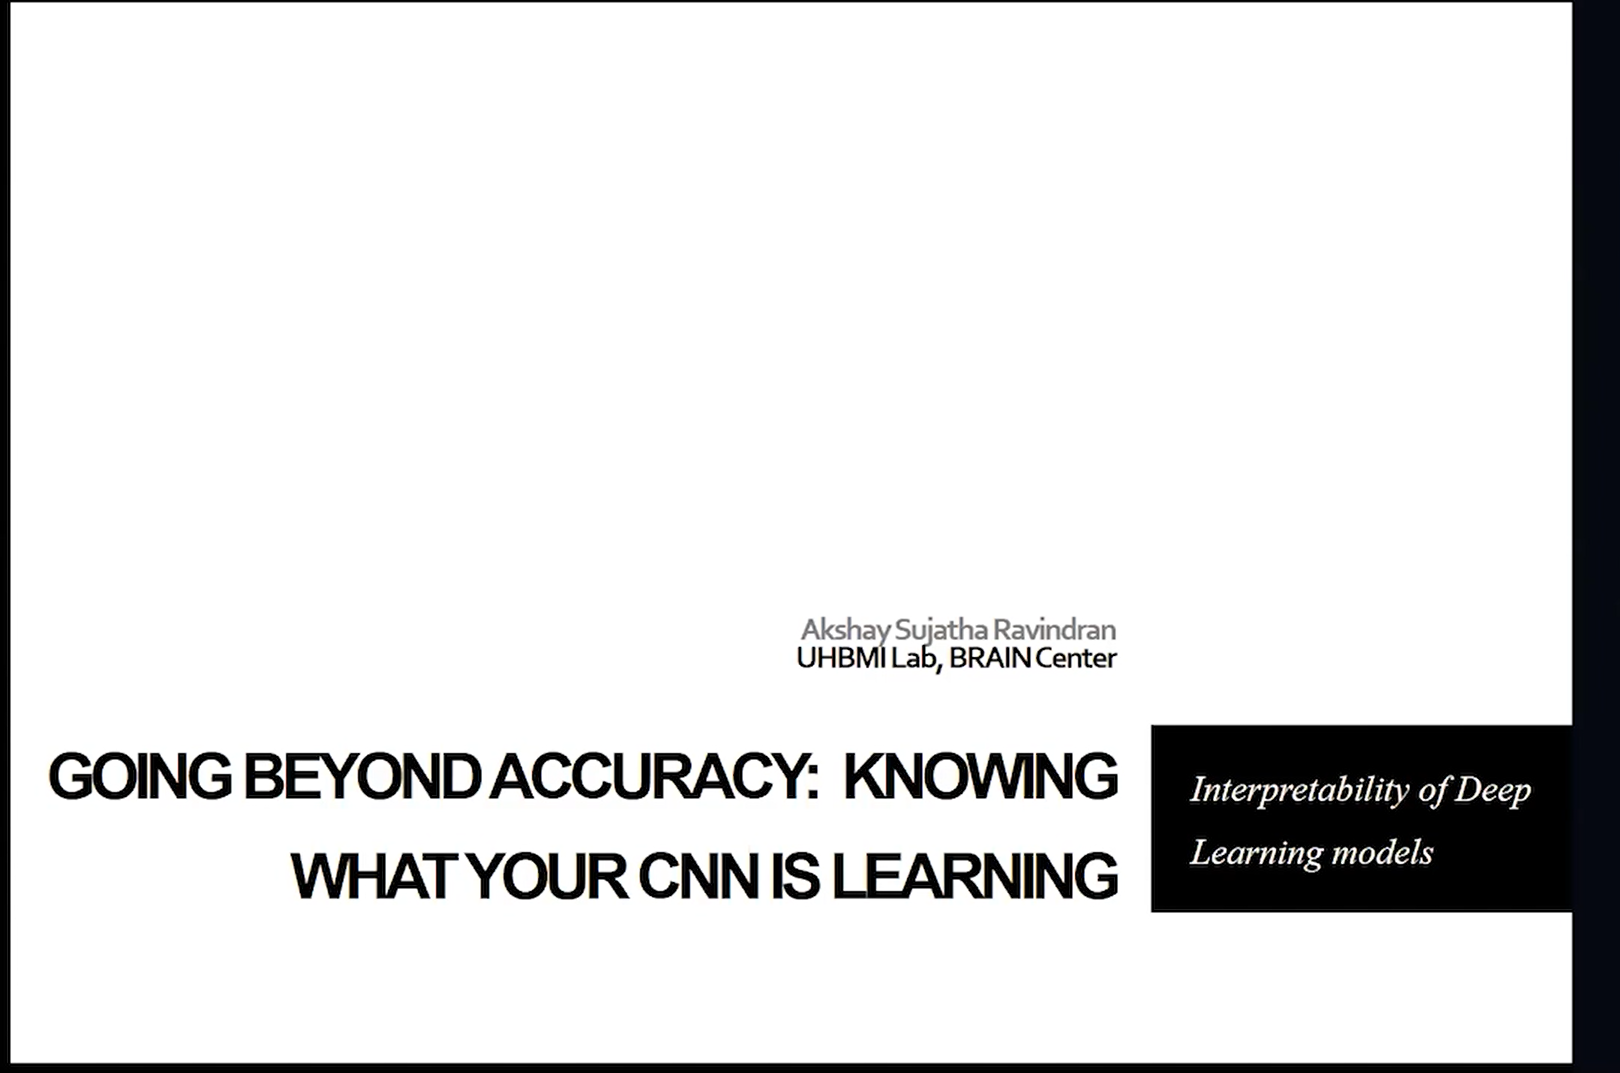 Akshay Sujatha Ravindran
UHBMI Lab, BRAIN Center
GOING BEYOND ACCURACY: KNOWING
WHAT YOUR CNN IS LEARNING
Interpretability of Deep
Learning models